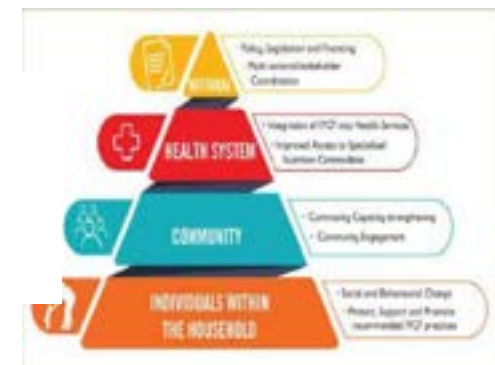 NATIONAL
- Policy, Legislation and Financing
- Multi-sectoral stakeholder
Coordination
HEALTH SYSTEM
- Integration of IYCF into Health Services
- Improved Access to Specialised
Nutrition Commodities
COMMUNITY
- Community Capacity strengthening
- Community Engagement
INDIVIDUALS WITHIN
THE HOUSEHOLD
- Social and Behavioural Change
- Protect, Support and Promote
recommended IYCF practices